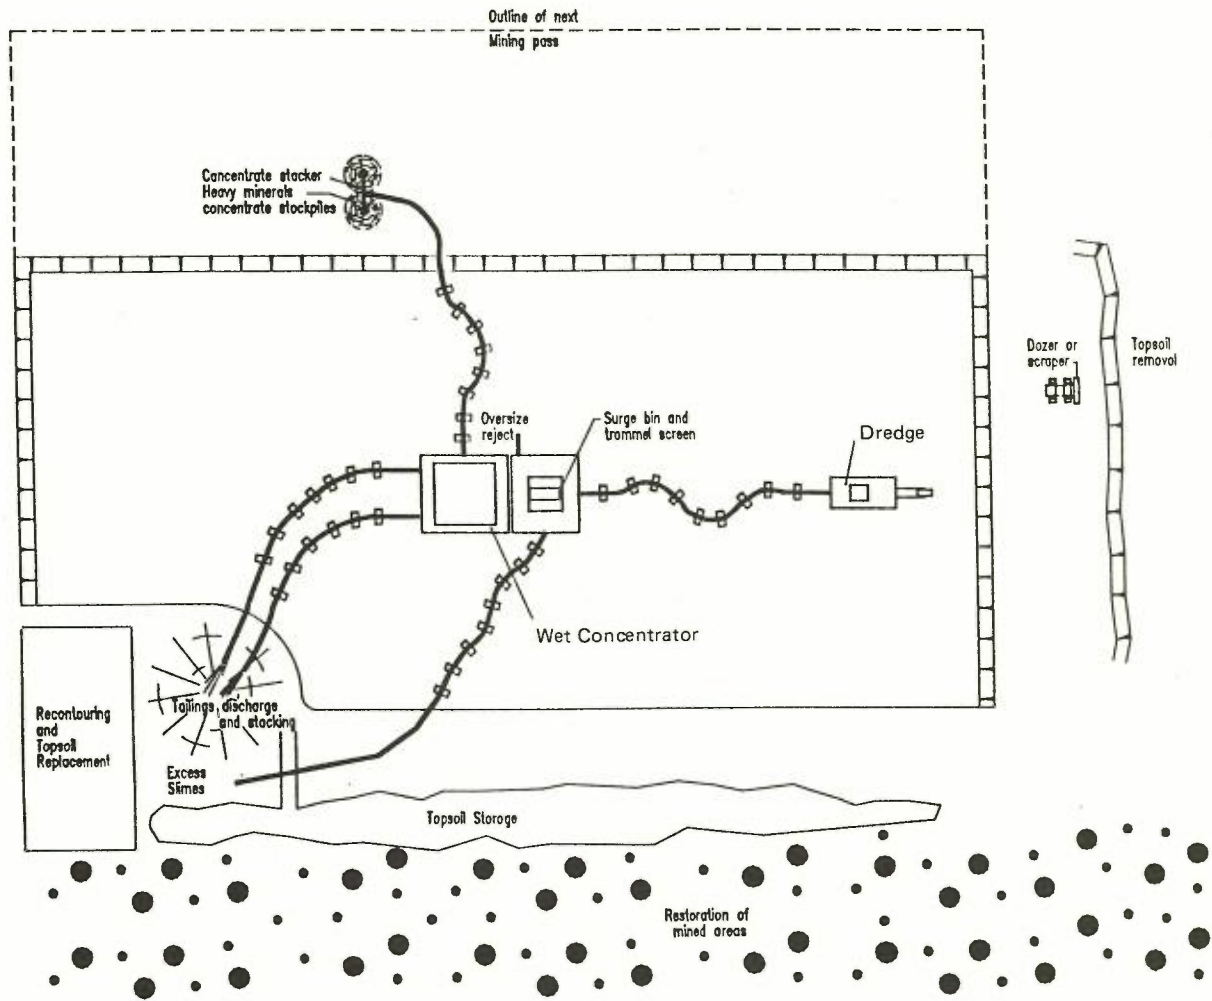 Outline of next
Mining pass
Concentrate stacker
Heavy minerals
concentrate stockpiles
Dozer or
scraper
Topsoil
removal
Oversize
reject
Surge bin and
trommel screen
Dredge
Wet Concentrator
Tailings discharge
and stacking
Recontouring
and
Topsoil
Replacement
Excess
Slimes
Topsoil Storage
Restoration of
mined areas